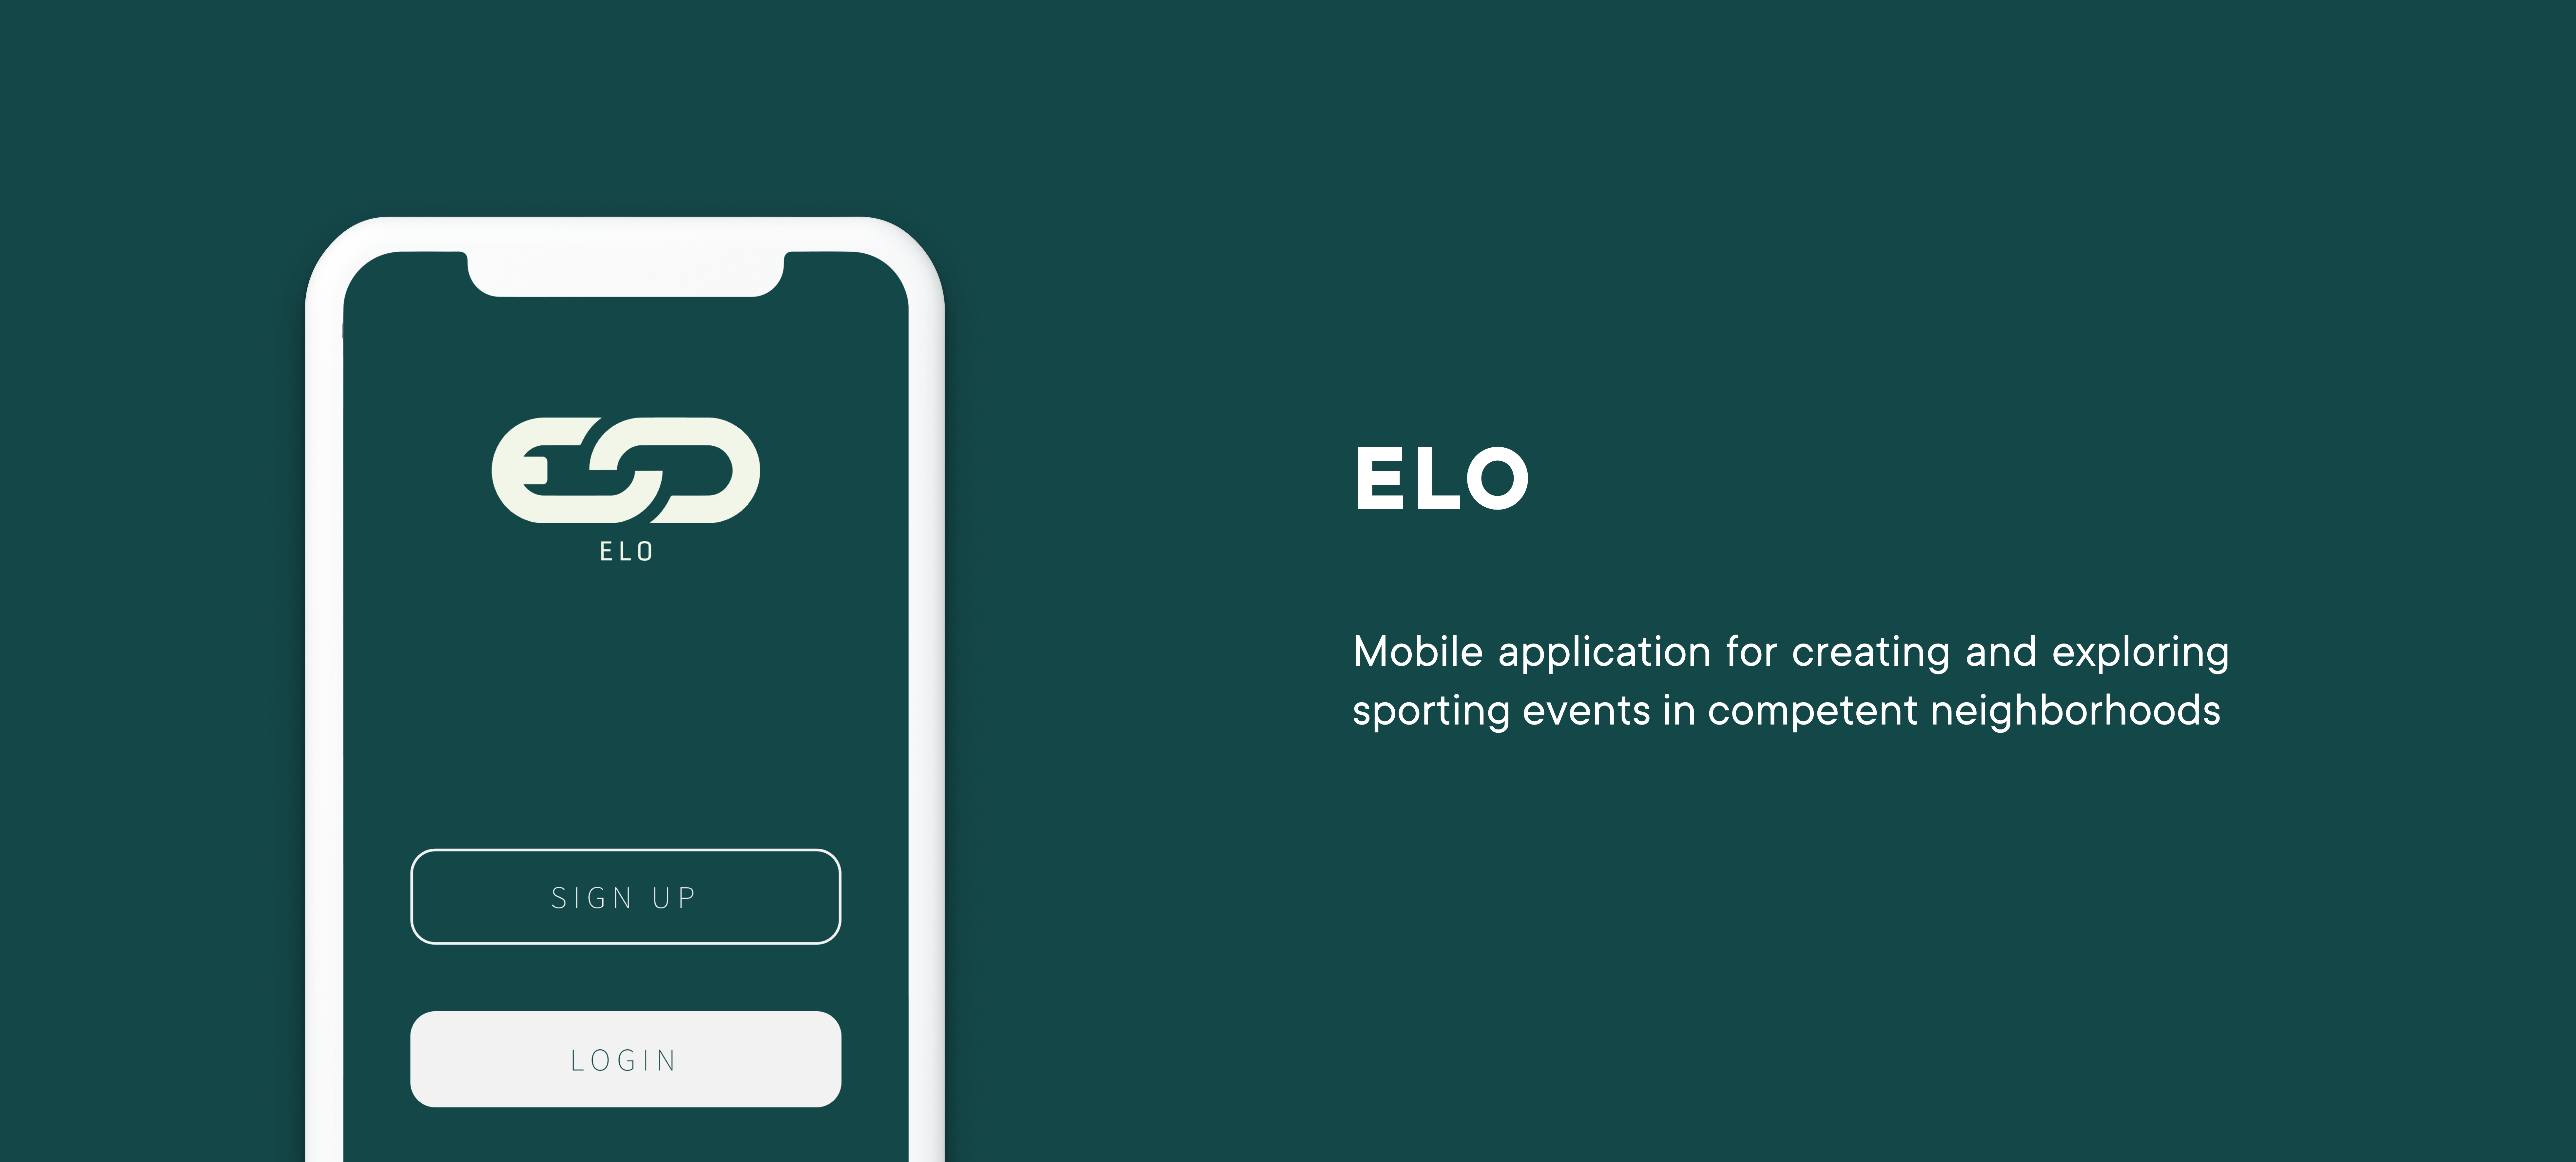 ELO
SIGN UP
LOGIN
ELO
Mobile application for creating and exploring
sporting events in competent neighborhoods